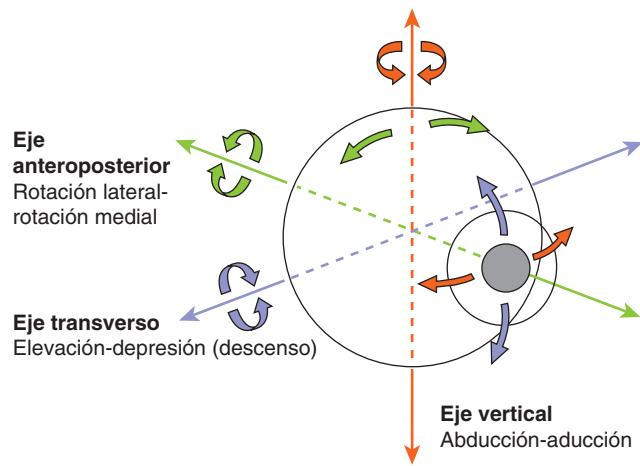 Eje
anteroposterior
Rotación lateral-
rotación medial
Eje transverso
Elevación-depresión (descenso)
Eje vertical
Abducción-aducción